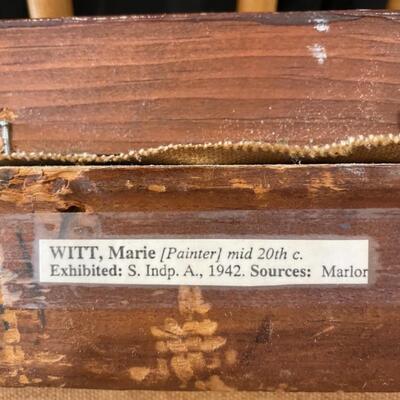 WITT, Marie [Painter] mid 20th c.
Exhibited: S. Indp. A., 1942. Sources: Marlor